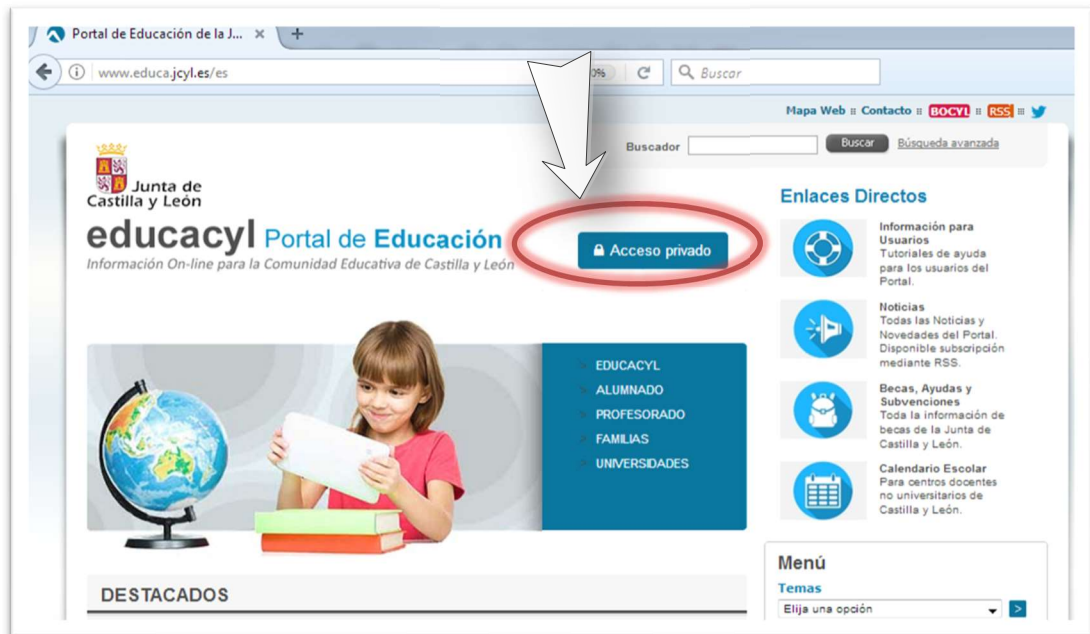 Portal de Educación de la J...
www.educa.jcyl.es/es
Buscar
Mapa Web
Contacto
BOCYL
RSS
Buscador
Buscar
Búsqueda avanzada
Junta de
Castilla y León
educacyl Portal de Educación
Información On-line para la Comunidad Educativa de Castilla y León
Acceso privado
EDUCACYL
ALUMNADO
PROFESORADO
FAMILIAS
UNIVERSIDADES
Enlaces Directos
Información para
Usuarios
Tutoriales de ayuda
para los usuarios del
Portal.
Noticias
Todas las Noticias y
Novedades del Portal.
Disponible subscripción
mediante RSS.
Becas, Ayudas y
Subvenciones
Toda la información de
becas de la Junta de
Castilla y León.
Calendario Escolar
Para centros docentes
no universitarios de
Castilla y León.
DESTACADOS
Menú
Temas
Elija una opción